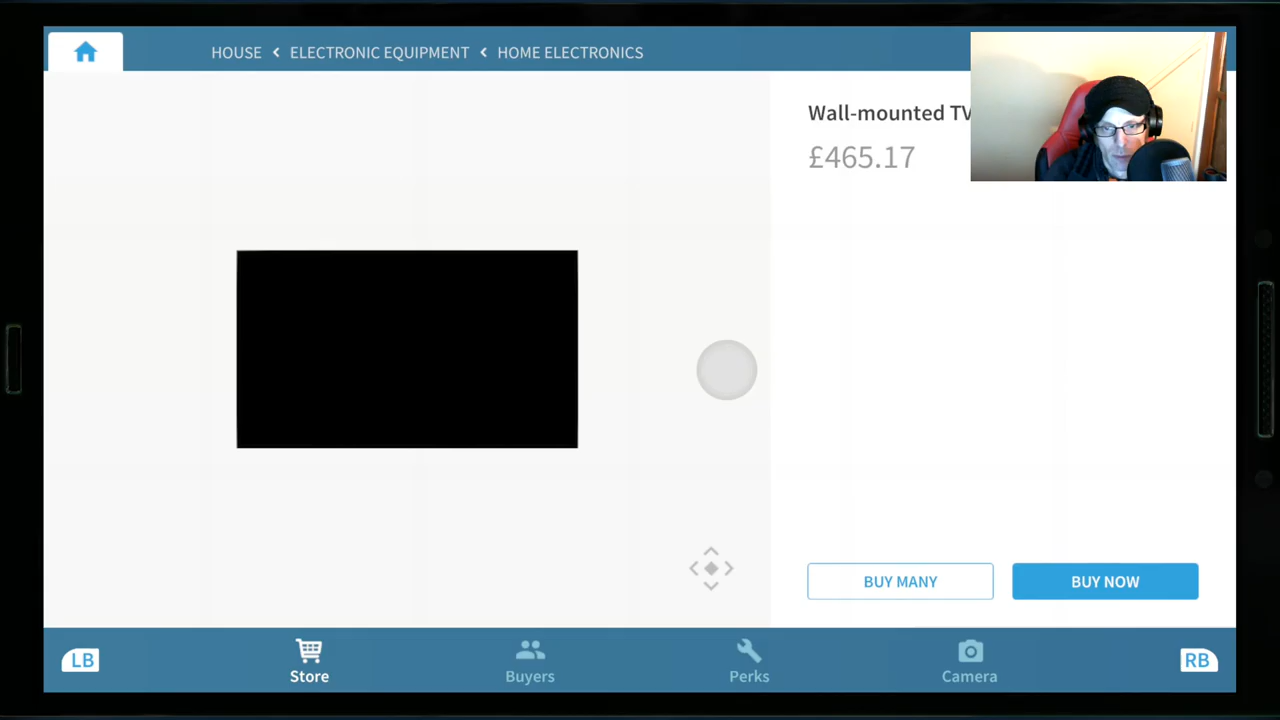 HOUSE < ELECTRONIC EQUIPMENT < HOME ELECTRONICS
Wall-mounted TV
£465.17
BUY MANY
BUY NOW
LB
Store
Buyers
Perks
Camera
RB